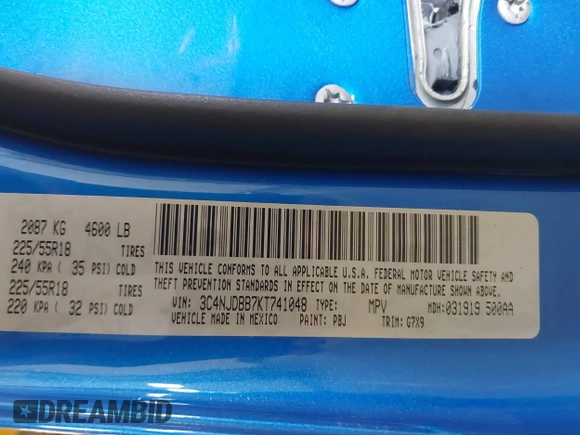 2087 KG 4600 LB
225/55R18 TIRES
240 KPA ( 35 PSI) COLD
225/55R18 TIRES
220 KPA ( 32 PSI) COLD
THIS VEHICLE CONFORMS TO ALL APPLICABLE U.S.A. FEDERAL MOTOR VEHICLE SAFETY AND
THEFT PREVENTION STANDARDS IN EFFECT ON THE DATE OF MANUFACTURE SHOWN ABOVE.
VIN: 3C4NJDBB7KT741048 TYPE: MPV MDH:031919 500AA
VEHICLE MADE IN MEXICO PAINT: PBJ TRIM: G7X9
DREAMBID